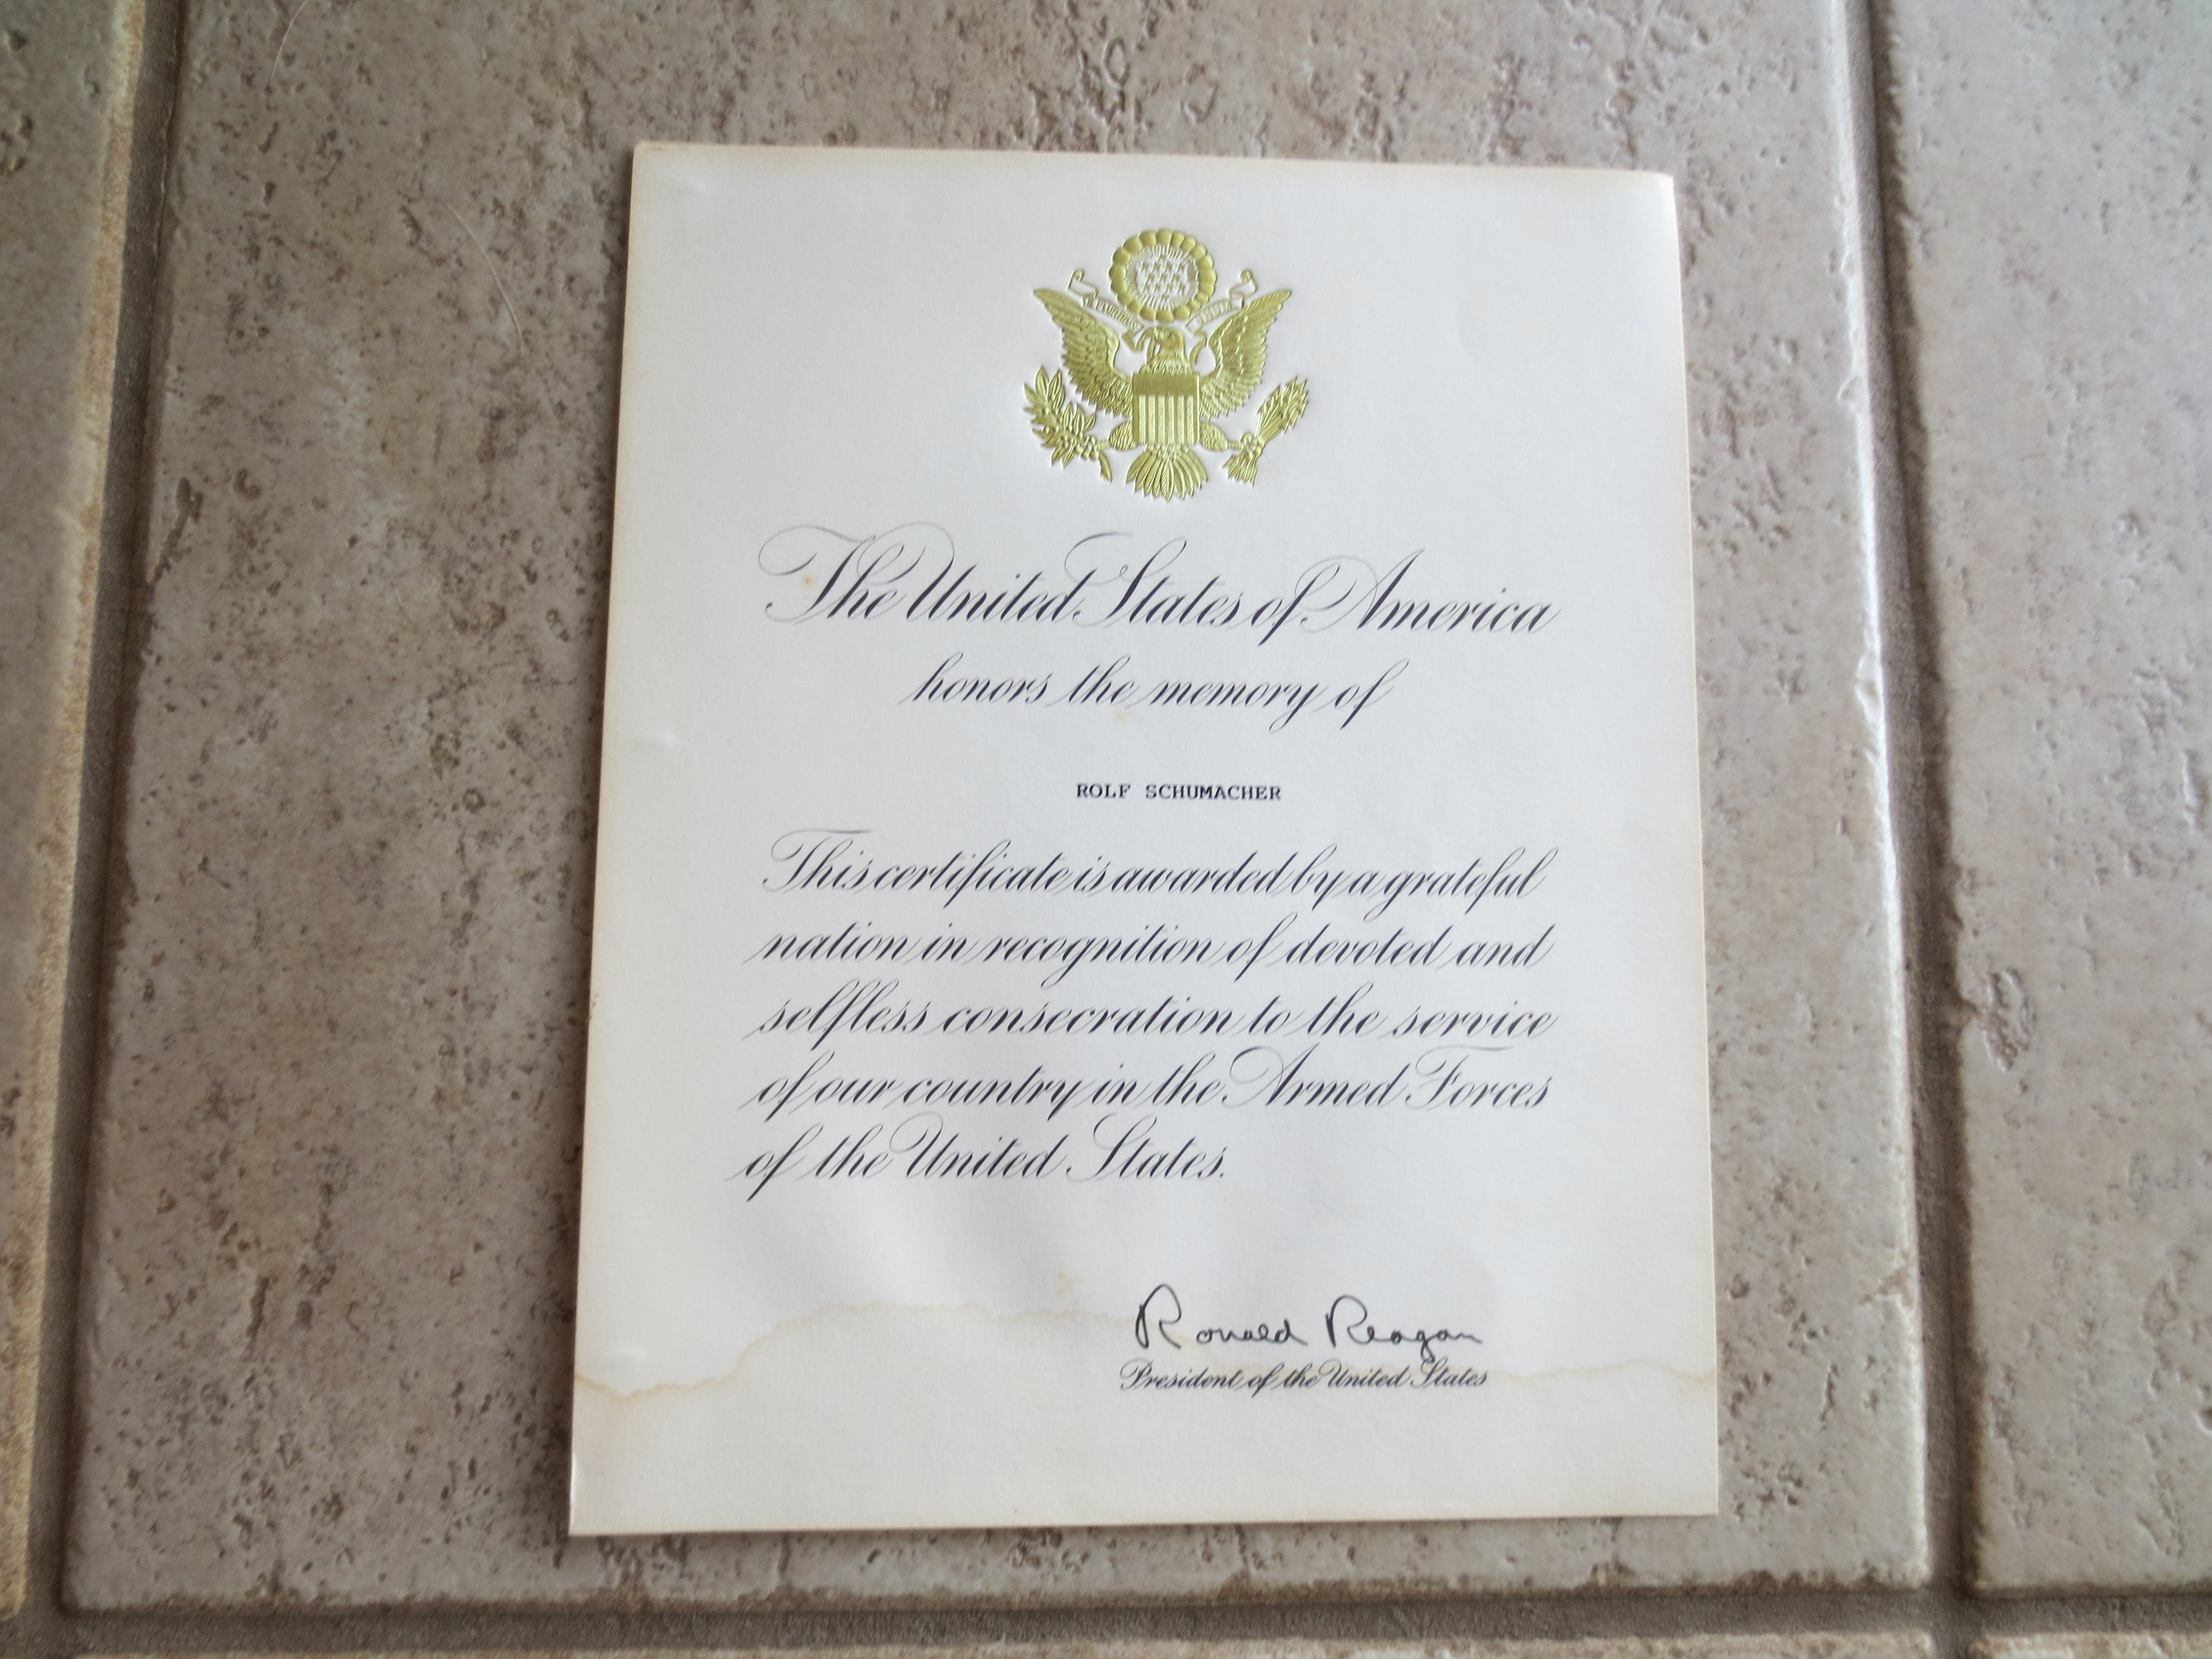 The United States of America
honors the memory of
ROLF SCHUMACHER
This certificate is awarded by a grateful
nation in recognition of devoted and
selfless consecration to the service
of our country in the Armed Forces
of the United States.
Ronald Reagan
President of the United States